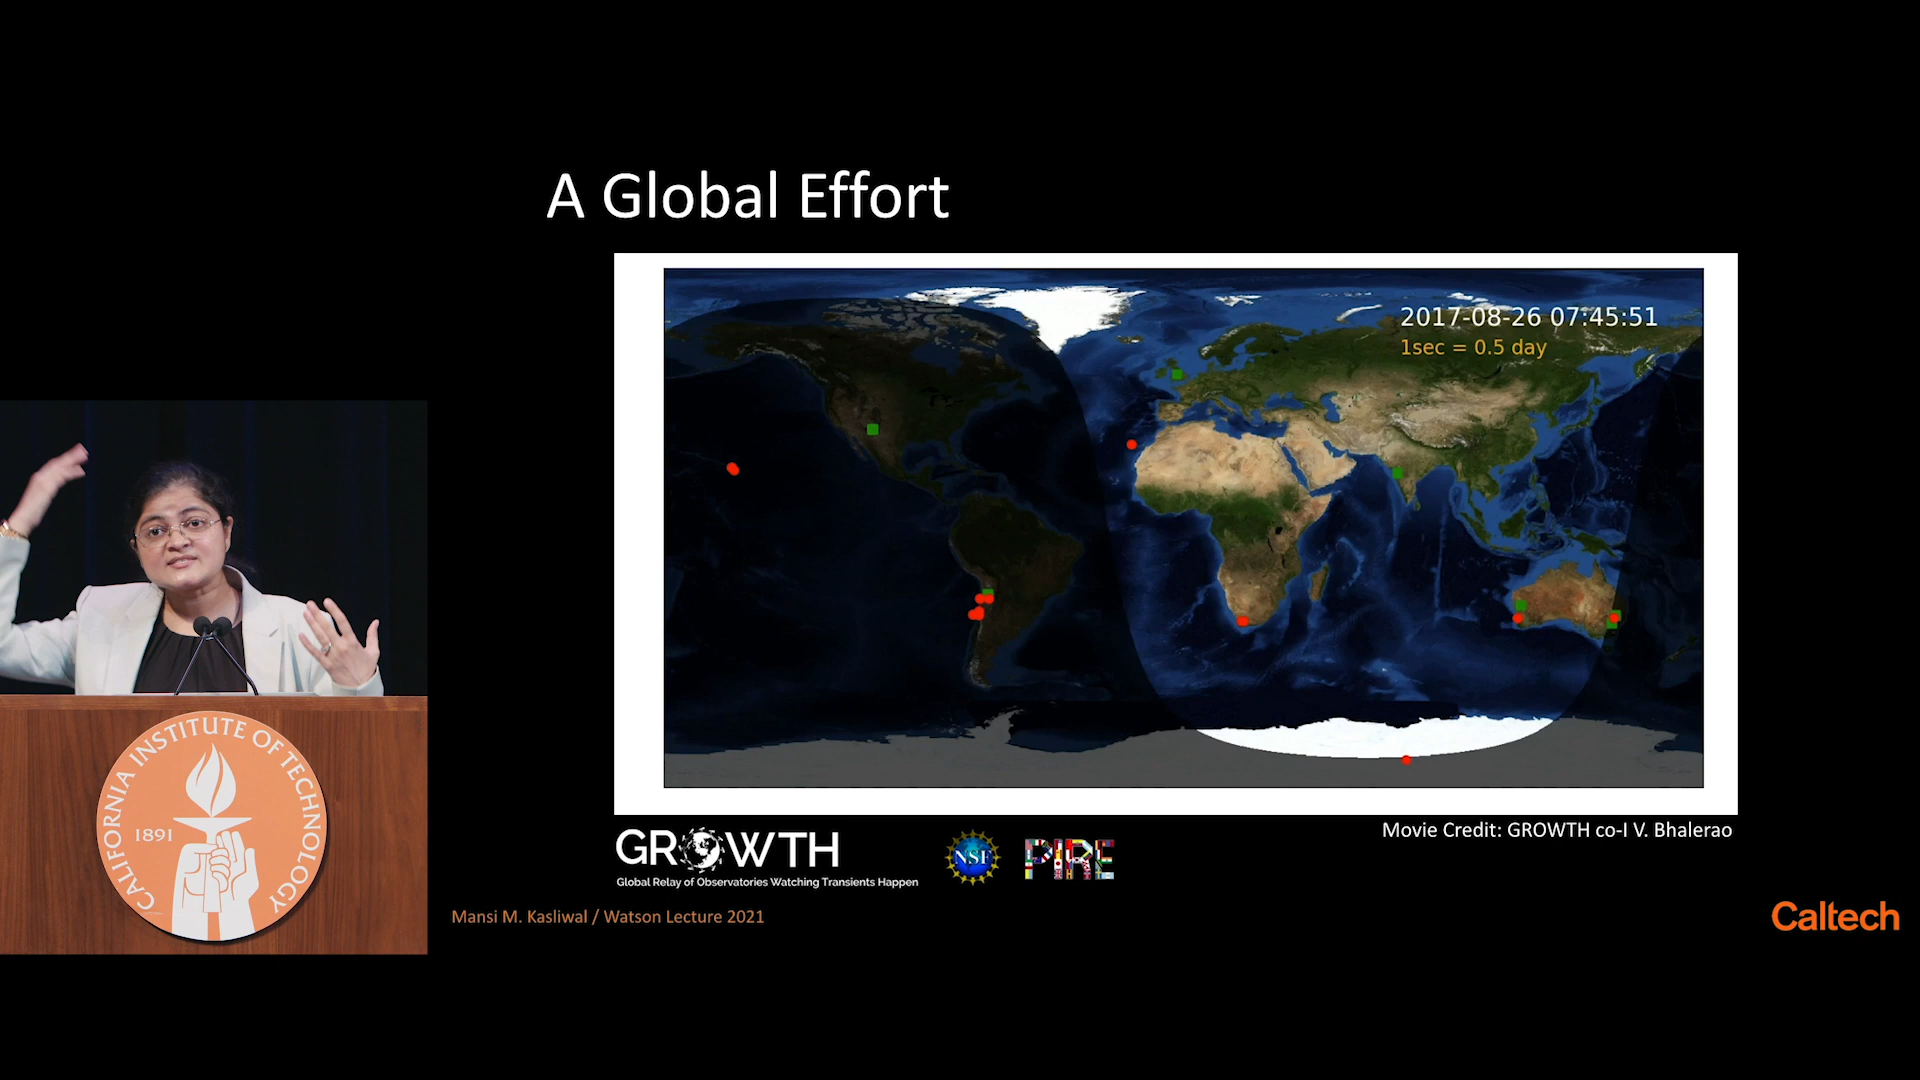 A Global Effort
2017-08-26 07:45:51
1sec = 0.5 day
Movie Credit: GROWTH co-I V. Bhalerao
GROWTH
Global Relay of Observatories Watching Transients Happen
NSF
PIRE
Mansi M. Kasliwal / Watson Lecture 2021
Caltech
CALIFORNIA INSTITUTE OF TECHNOLOGY
1891